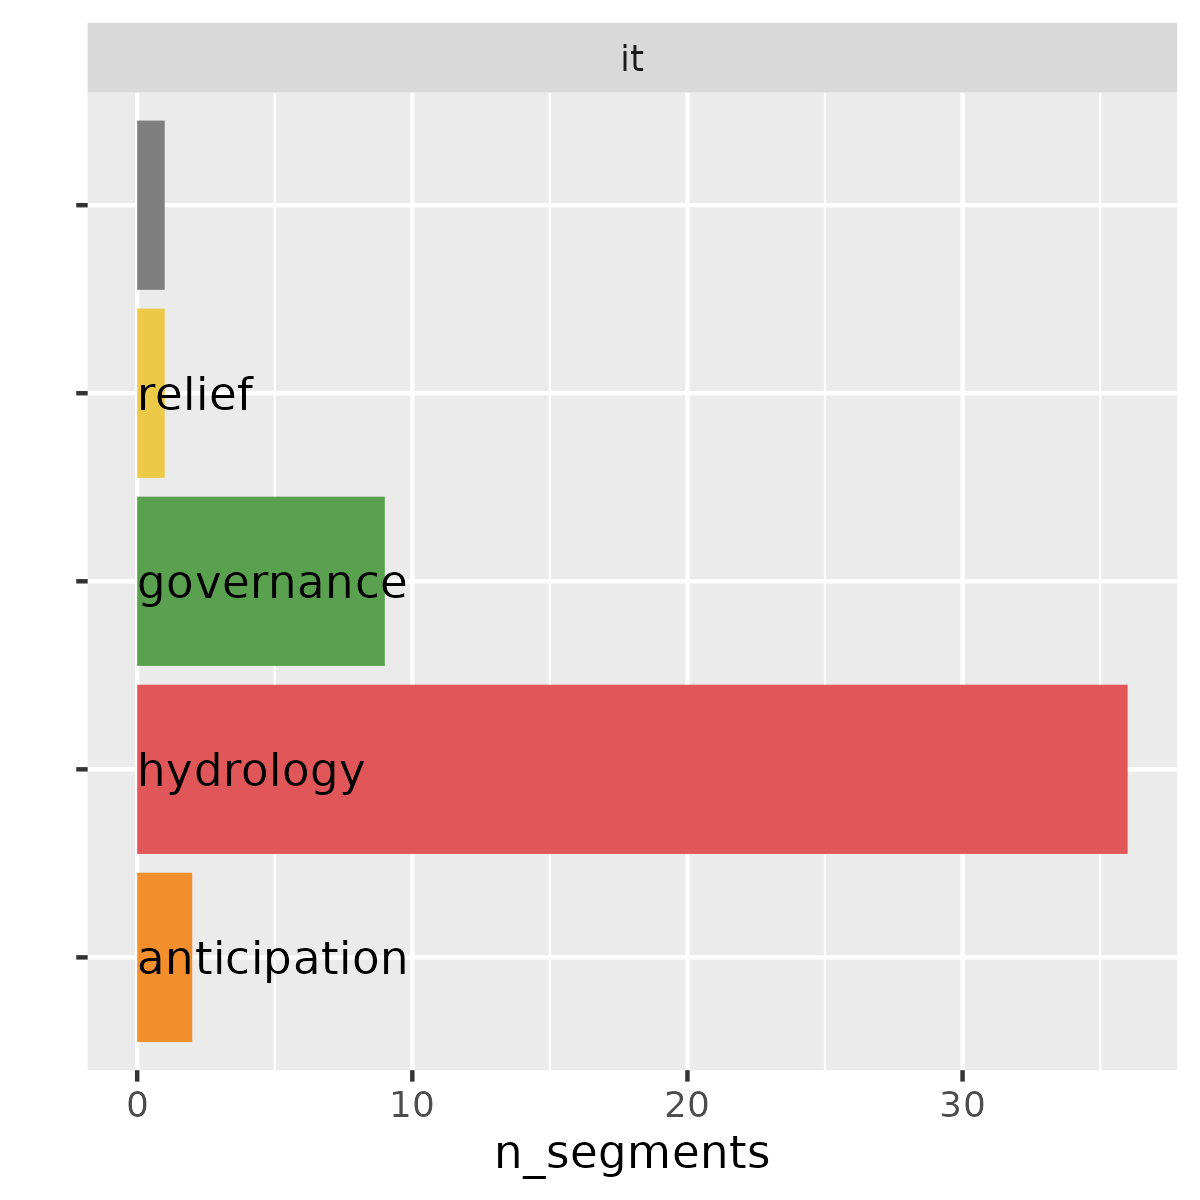 it
relief
governance
hydrology
anticipation
0 10 20 30
n_segments